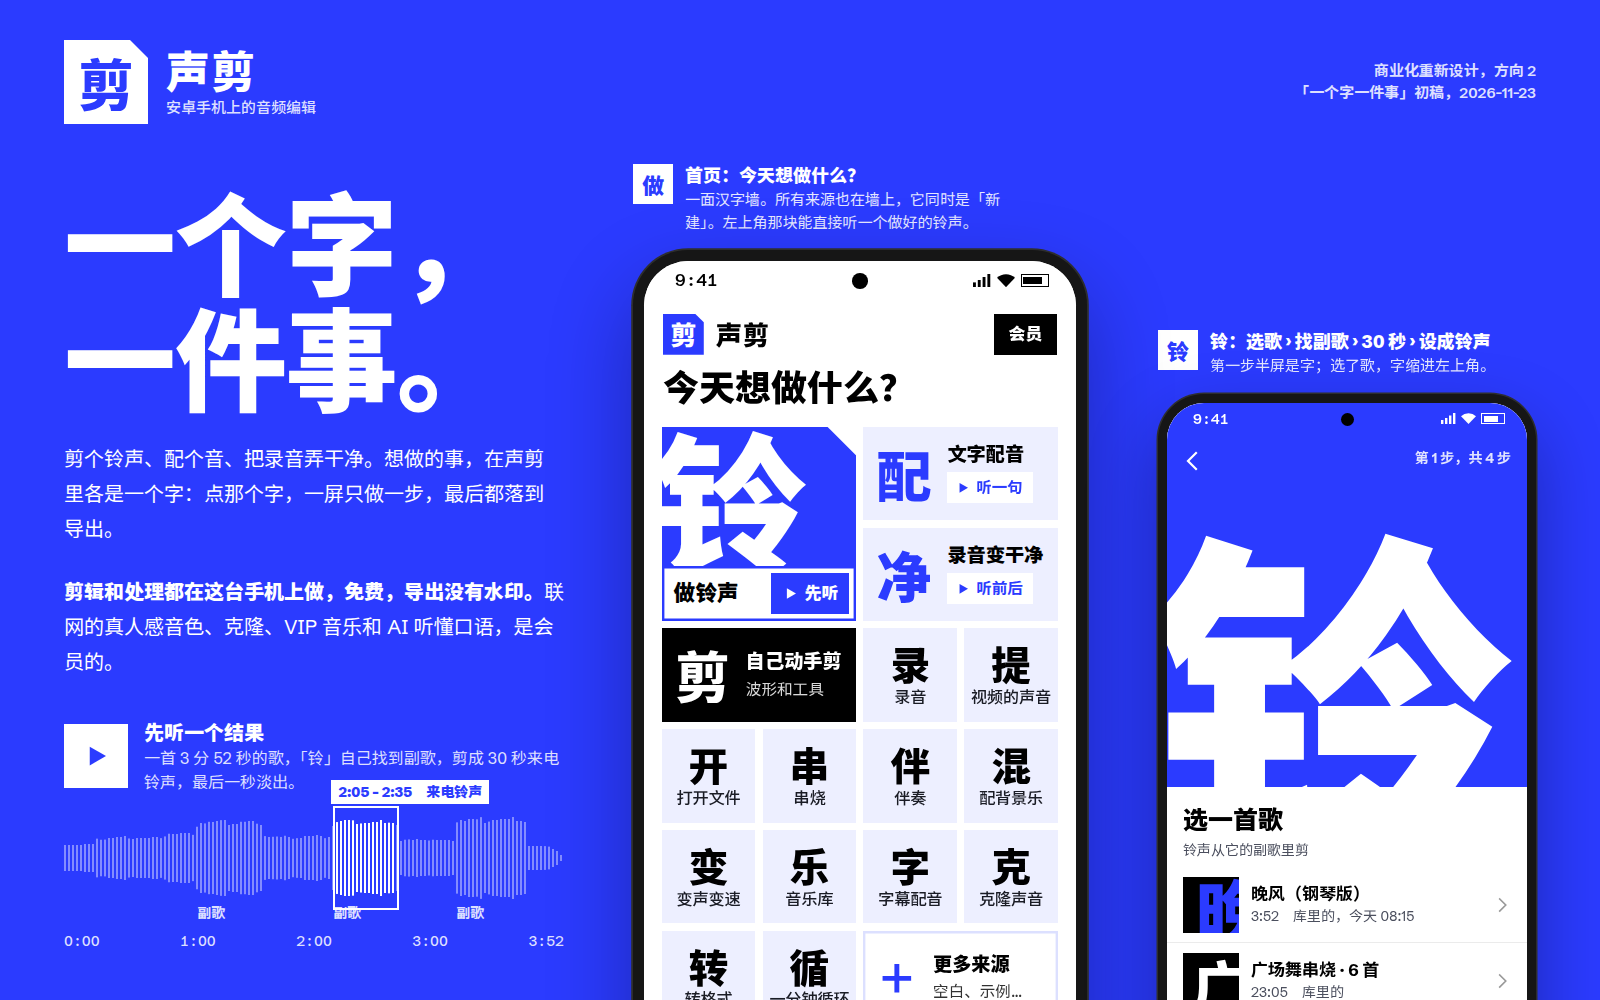 剪
声剪
安卓手机上的音频编辑
商业化重新设计，方向 2
「一个字一件事」初稿，2026-11-23
一个字，
一件事。
剪个铃声、配个音、把录音弄干净。想做的事，在声剪
里各是一个字：点那个字，一屏只做一步，最后都落到
导出。
剪辑和处理都在这台手机上做，免费，导出没有水印。联
网的真人感音色、克隆、VIP 音乐和 AI 听懂口语，是会
员的。
先听一个结果
一首 3 分 52 秒的歌，「铃」自己找到副歌，剪成 30 秒来电
铃声，最后一秒淡出。
2:05 - 2:35 来电铃声
副歌
副歌
副歌
0:00 1:00 2:00 3:00 3:52
做
首页：今天想做什么？
一面汉字墙。所有来源也在墙上，它同时是「新
建」。左上角那块能直接听一个做好的铃声。
9:41
剪
声剪
会员
今天想做什么？
铃
做铃声
先听
配
文字配音
听一句
净
录音变干净
听前后
剪
自己动手剪
波形和工具
录
录音
提
视频的声音
开
打开文件
串
串烧
伴
伴奏
混
配背景乐
变
变声变速
乐
音乐库
字
字幕配音
克
克隆声音
转
转格式
循
一分钟循环
更多来源
空白、示例...
铃
铃：选歌 › 找副歌 › 30 秒 › 设成铃声
第一步半屏是字；选了歌，字缩进左上角。
9:41
第 1 步，共 4 步
铃
选一首歌
铃声从它的副歌里剪
晚
晚风（钢琴版）
3:52 库里的，今天 08:15
广
广场舞串烧 · 6 首
23:05 库里的